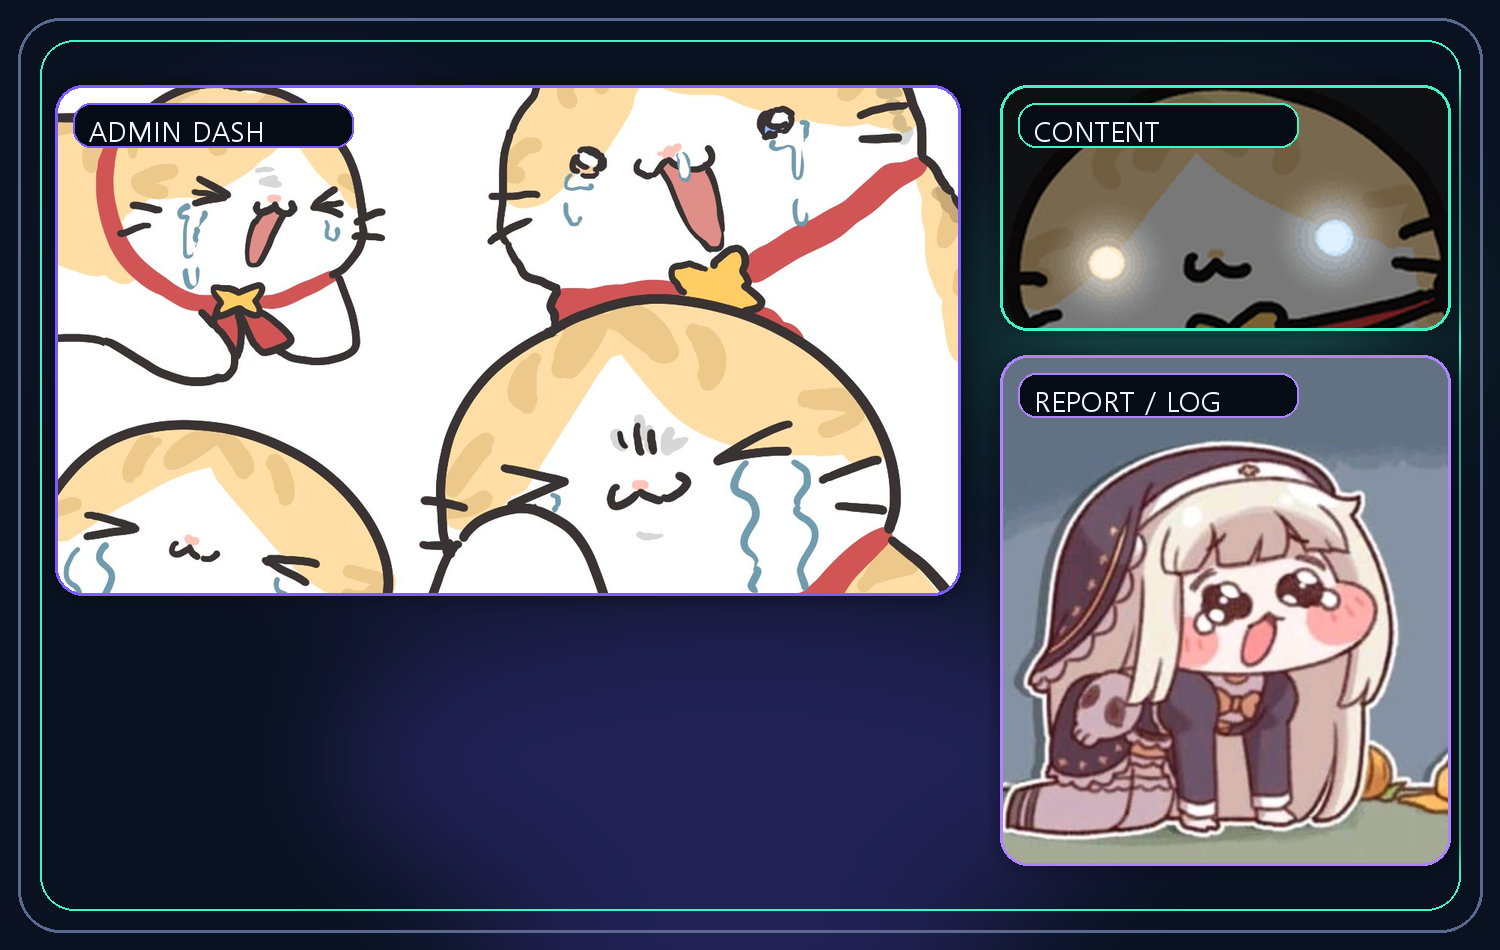 ADMIN DASH
CONTENT
REPORT / LOG